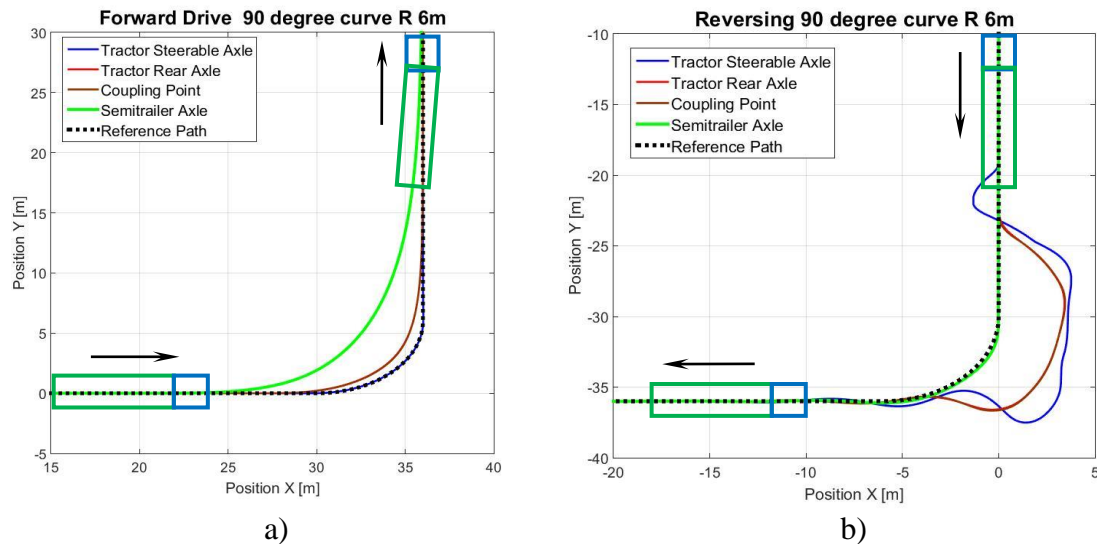 Forward Drive 90 degree curve R 6m
30
25
20
15
10
5
0
-5
15
20
25
30
35
40
Position Y [m]
Position X [m]
Tractor Steerable Axle
Tractor Rear Axle
Coupling Point
Semitrailer Axle
Reference Path
a)
Reversing 90 degree curve R 6m
-10
-15
-20
-25
-30
-35
-40
-20
-15
-10
-5
0
5
Position Y [m]
Position X [m]
Tractor Steerable Axle
Tractor Rear Axle
Coupling Point
Semitrailer Axle
Reference Path
b)